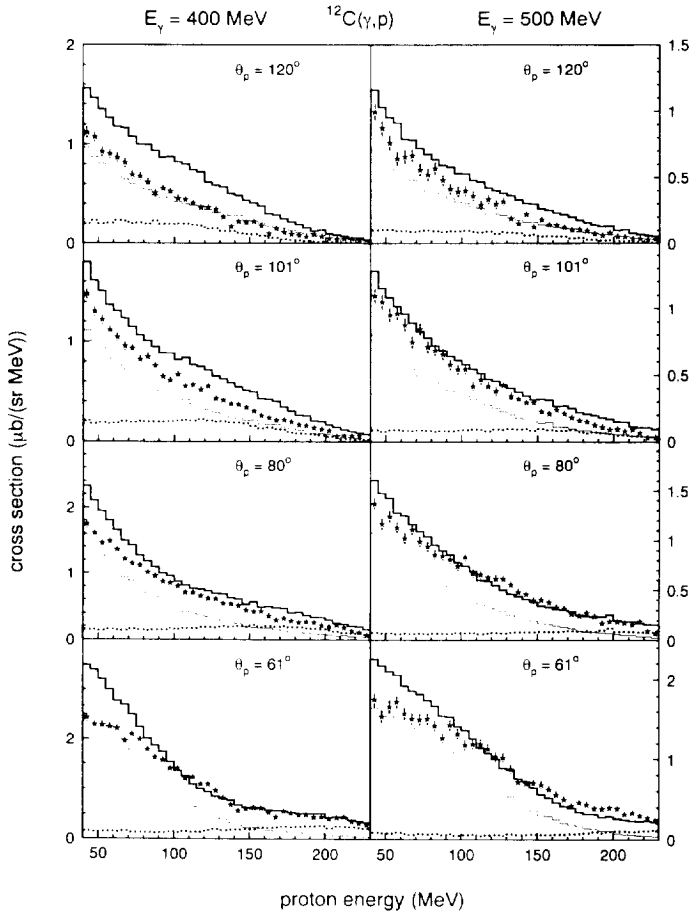 E_γ = 400 MeV ¹²C(γ,p) E_γ = 500 MeV
2 θ_p = 120° θ_p = 120° 1.5
1 1
0.5
0 0
θ_p = 101° θ_p = 101°
1 1
0.5
0 0
θ_p = 80° θ_p = 80°
2 1.5
1 1
0.5
0 0
θ_p = 61° θ_p = 61°
2 2
1
0 0
50 100 150 200 50 100 150 200
cross section (μb/(sr MeV))
proton energy (MeV) proton energy (MeV)